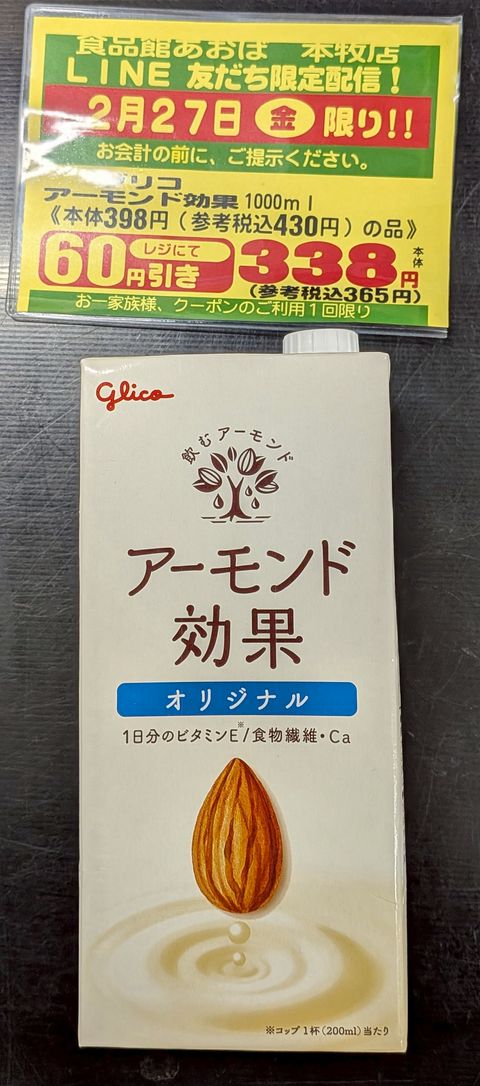 食品館あおば 本牧店
LINE 友だち限定配信!
2月27日 金 限り!!
お会計の前に、ご提示ください。
グリコ
アーモンド効果 1000ml
《本体398円(参考税込430円)の品》
60円引き レジにて 338円 本体
(参考税込365円)
お一家族様、クーポンのご利用1回限り
glico
飲むアーモンド
アーモンド
効果
オリジナル
1日分のビタミンE※/食物繊維・Ca
※コップ1杯(200ml)当たり